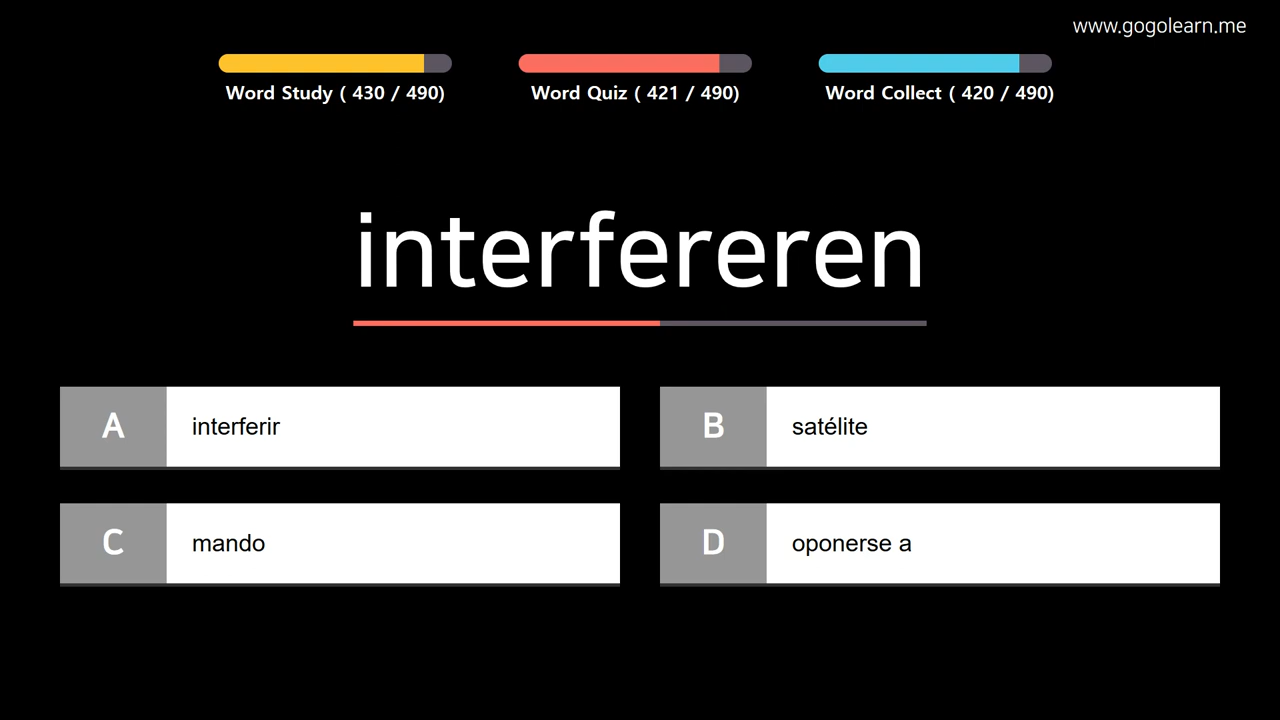 www.gogolearn.me
Word Study ( 430 / 490)
Word Quiz ( 421 / 490)
Word Collect ( 420 / 490)
interfereren
A interferir
B satélite
C mando
D oponerse a